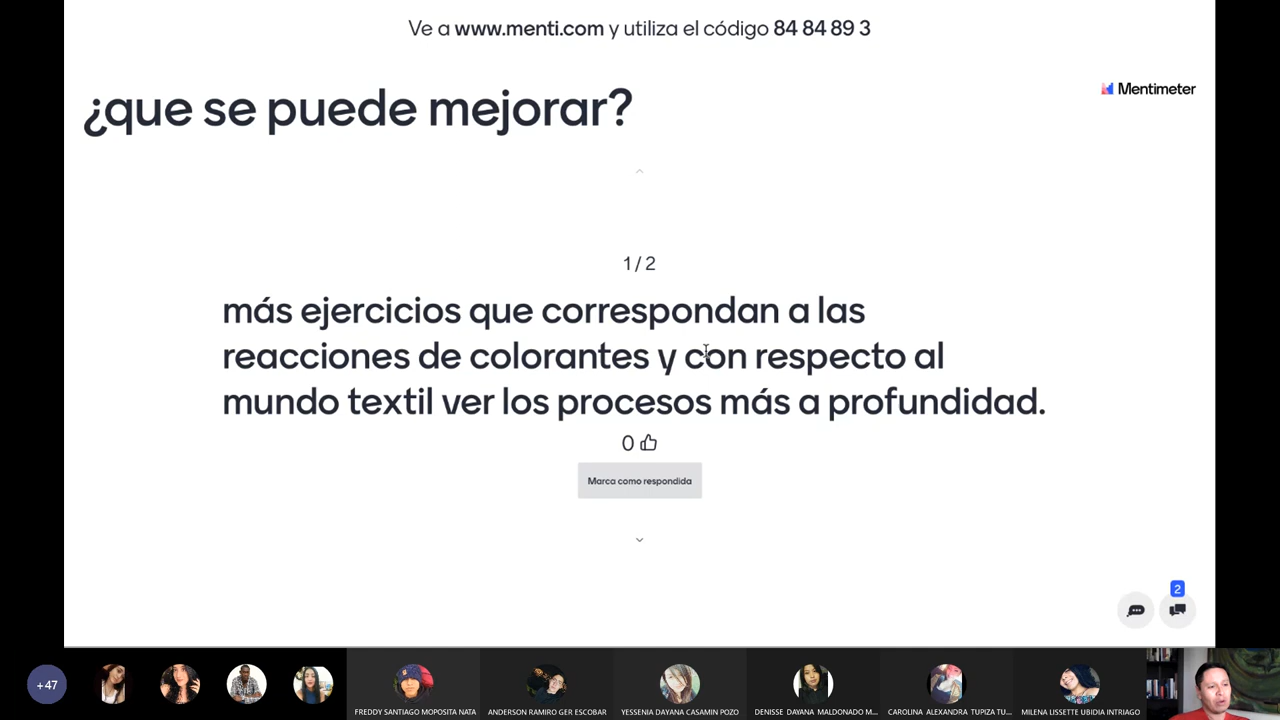 Ve a www.menti.com y utiliza el código 84 84 89 3
¿que se puede mejorar?
Mentimeter
1 / 2
más ejercicios que correspondan a las
reacciones de colorantes y con respecto al
mundo textil ver los procesos más a profundidad.
0
Marca como respondida
2
+47
FREDDY SANTIAGO MOPOSITA NATA
ANDERSON RAMIRO GER ESCOBAR
YESSENIA DAYANA CASAMIN POZO
DENISSE DAYANA MALDONADO M...
CAROLINA ALEXANDRA TUPIZA TU...
MILENA LISSETTE UBIDIA INTRIAGO